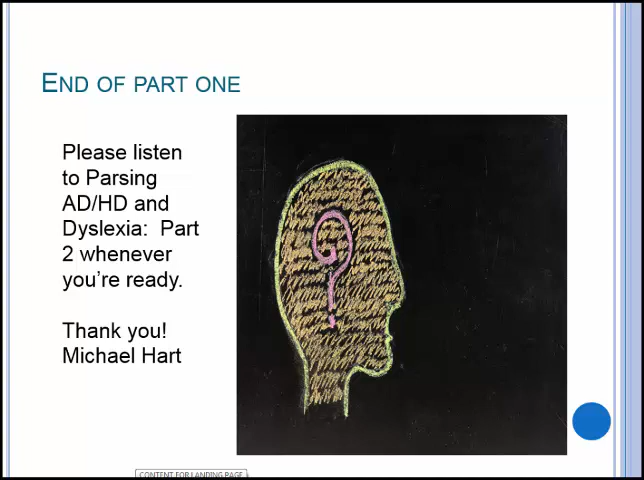 END OF PART ONE
Please listen
to Parsing
AD/HD and
Dyslexia: Part
2 whenever
you're ready.
Thank you!
Michael Hart
CONTENT FOR LANDING PAGE